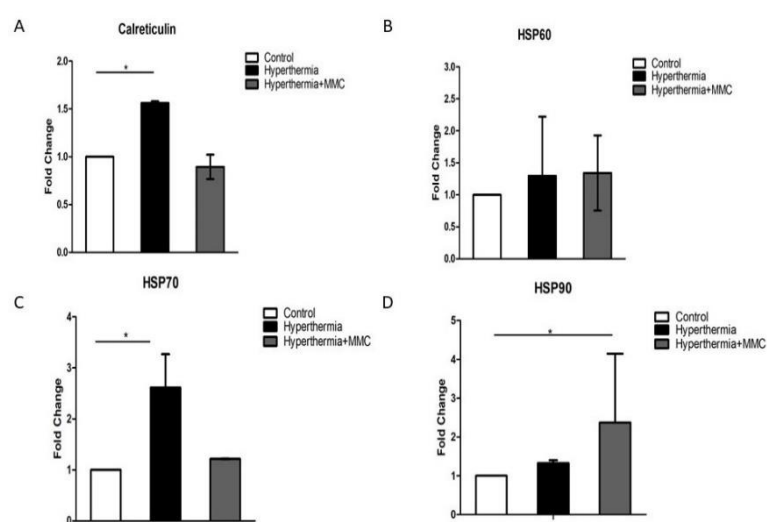 A
Calreticulin
Control
Hyperthermia
Hyperthermia+MMC
*
Fold Change
2.0
1.5
1.0
0.5
0.0
B
HSP60
Control
Hyperthermia
Hyperthermia+MMC
Fold Change
3.0
2.5
2.0
1.5
1.0
0.5
0.0
C
HSP70
Control
Hyperthermia
Hyperthermia+MMC
*
Fold Change
4
3
2
1
0
D
HSP90
Control
Hyperthermia
Hyperthermia+MMC
*
Fold Change
5
4
3
2
1
0